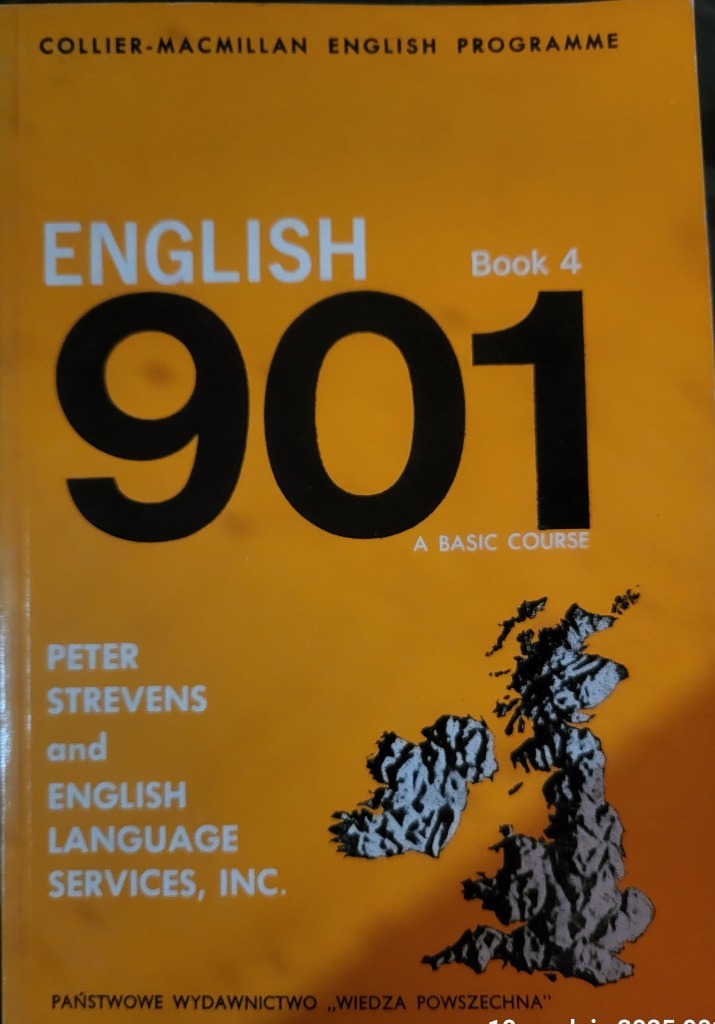 COLLIER-MACMILLAN ENGLISH PROGRAMME
ENGLISH
Book 4
901
A BASIC COURSE
PETER
STREVENS
and
ENGLISH
LANGUAGE
SERVICES, INC.
PAŃSTWOWE WYDAWNICTWO „WIEDZA POWSZECHNA"